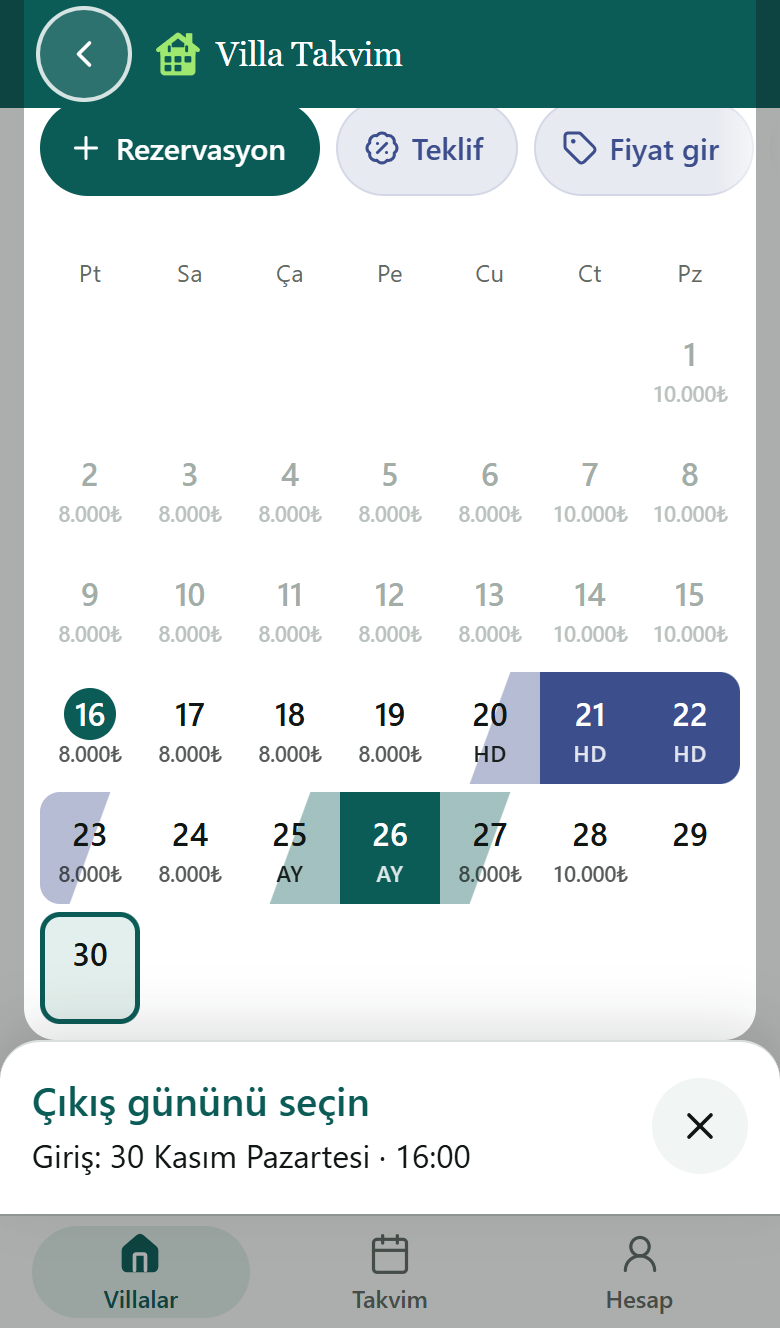 Villa Takvim
Rezervasyon Teklif Fiyat gir
Pt Sa Ça Pe Cu Ct Pz
1
10.000₺
2 3 4 5 6 7 8
8.000₺ 8.000₺ 8.000₺ 8.000₺ 8.000₺ 10.000₺ 10.000₺
9 10 11 12 13 14 15
8.000₺ 8.000₺ 8.000₺ 8.000₺ 8.000₺ 10.000₺ 10.000₺
16 17 18 19 20 21 22
8.000₺ 8.000₺ 8.000₺ 8.000₺ HD HD HD
23 24 25 26 27 28 29
8.000₺ 8.000₺ AY AY 8.000₺ 10.000₺
30
Çıkış gününü seçin
Giriş: 30 Kasım Pazartesi · 16:00
Villalar Takvim Hesap